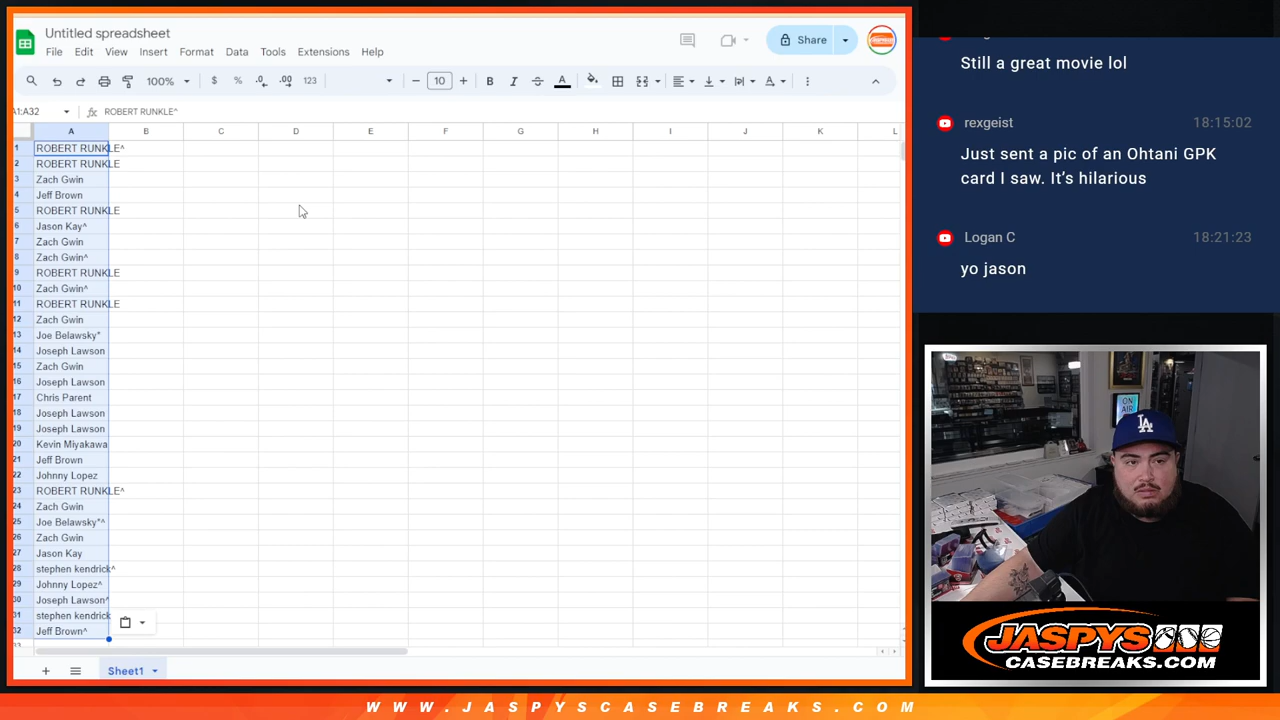 Untitled spreadsheet
File Edit View Insert Format Data Tools Extensions Help
Share
100% $ % .0 .00 123 10 B I A
A1:A32 fx ROBERT RUNKLE^
A B C D E F G H I J K L
1 ROBERT RUNKLE^
2 ROBERT RUNKLE
3 Zach Gwin
4 Jeff Brown
5 ROBERT RUNKLE
6 Jason Kay^
7 Zach Gwin
8 Zach Gwin^
9 ROBERT RUNKLE
10 Zach Gwin^
11 ROBERT RUNKLE
12 Zach Gwin
13 Joe Belawsky*
14 Joseph Lawson
15 Zach Gwin
16 Joseph Lawson
17 Chris Parent
18 Joseph Lawson
19 Joseph Lawson
20 Kevin Miyakawa
21 Jeff Brown
22 Johnny Lopez
23 ROBERT RUNKLE^
24 Zach Gwin
25 Joe Belawsky*^
26 Zach Gwin
27 Jason Kay
28 stephen kendrick^
29 Johnny Lopez^
30 Joseph Lawson^
31 stephen kendrick
32 Jeff Brown^
Sheet1
Still a great movie lol
rexgeist 18:15:02
Just sent a pic of an Ohtani GPK
card I saw. It's hilarious
Logan C 18:21:23
yo jason
ON
AIR
LA
JASPYS
CASEBREAKS.COM
WWW.JASPYSCASEBREAKS.COM